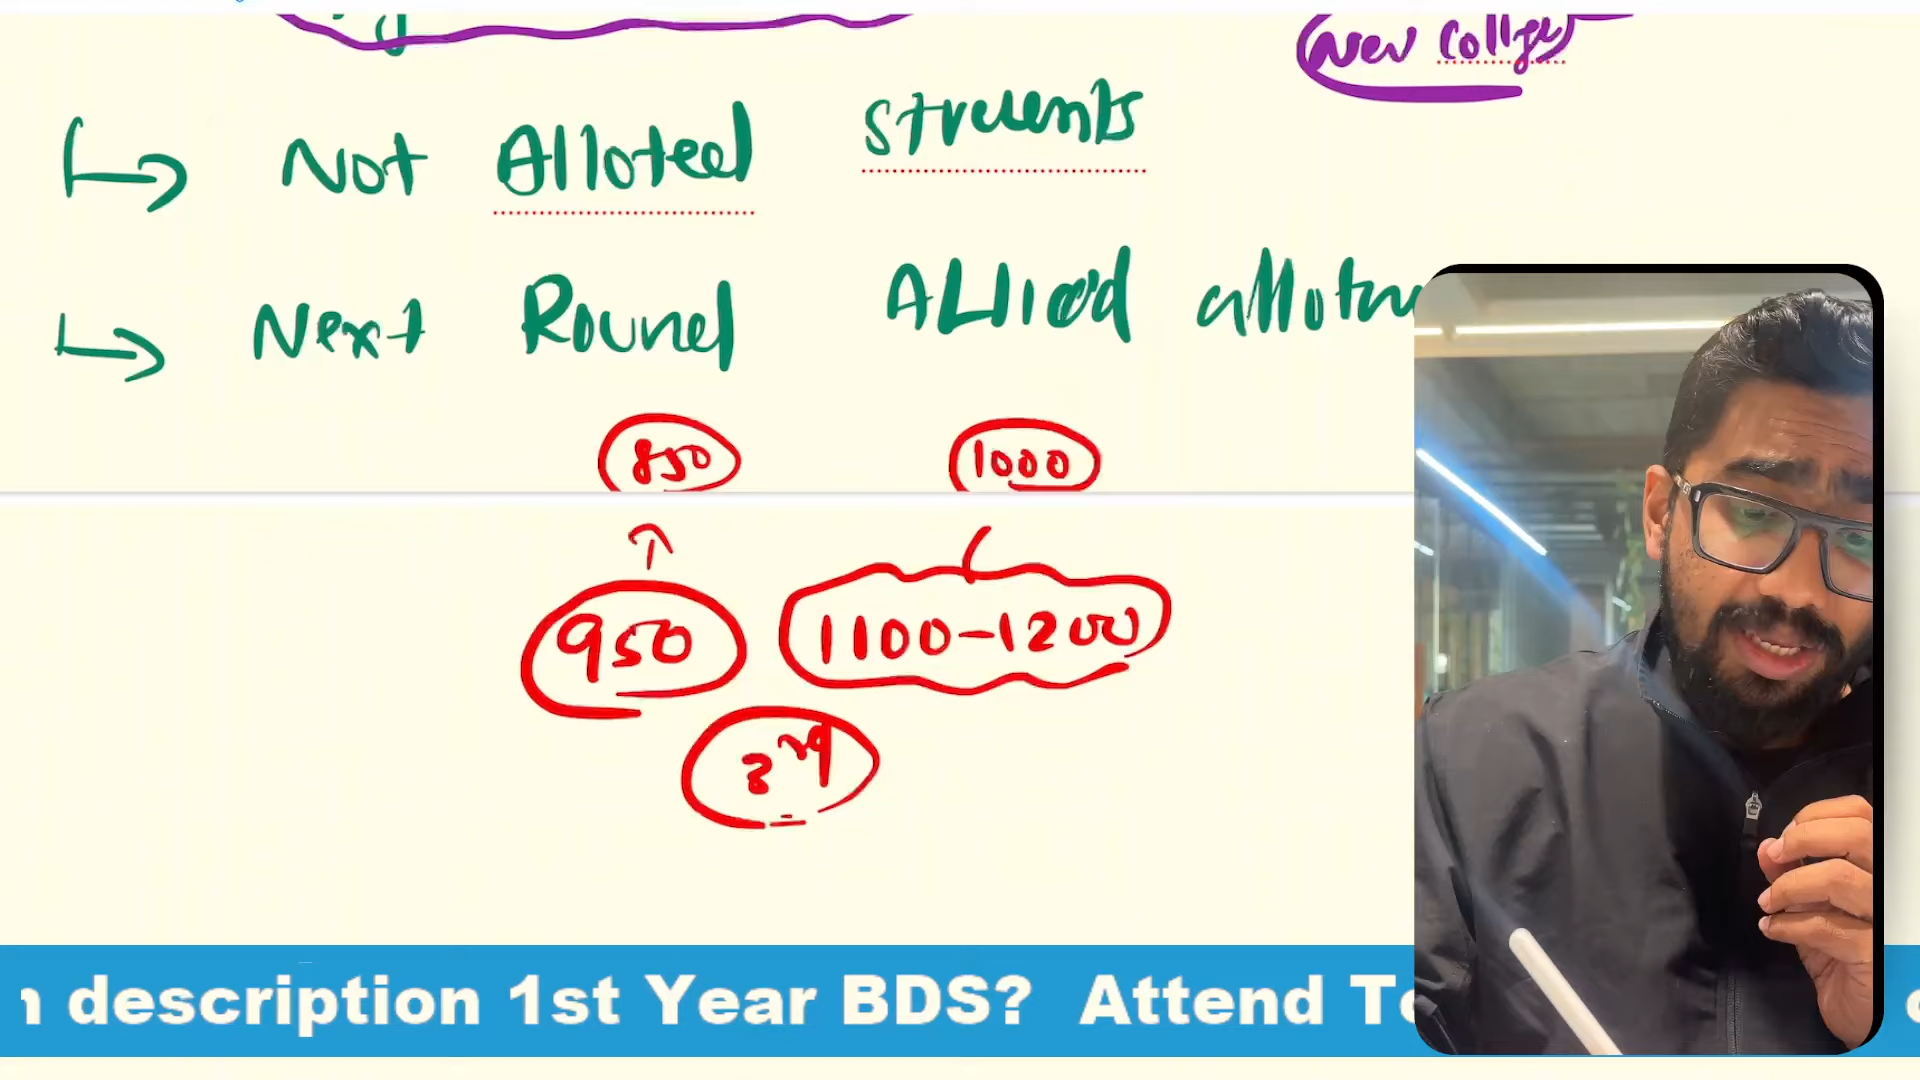 New College
Not Alloted Students
Next Round Allied allotm
850 1000
950 1100-1200
3rd
n description 1st Year BDS? Attend To